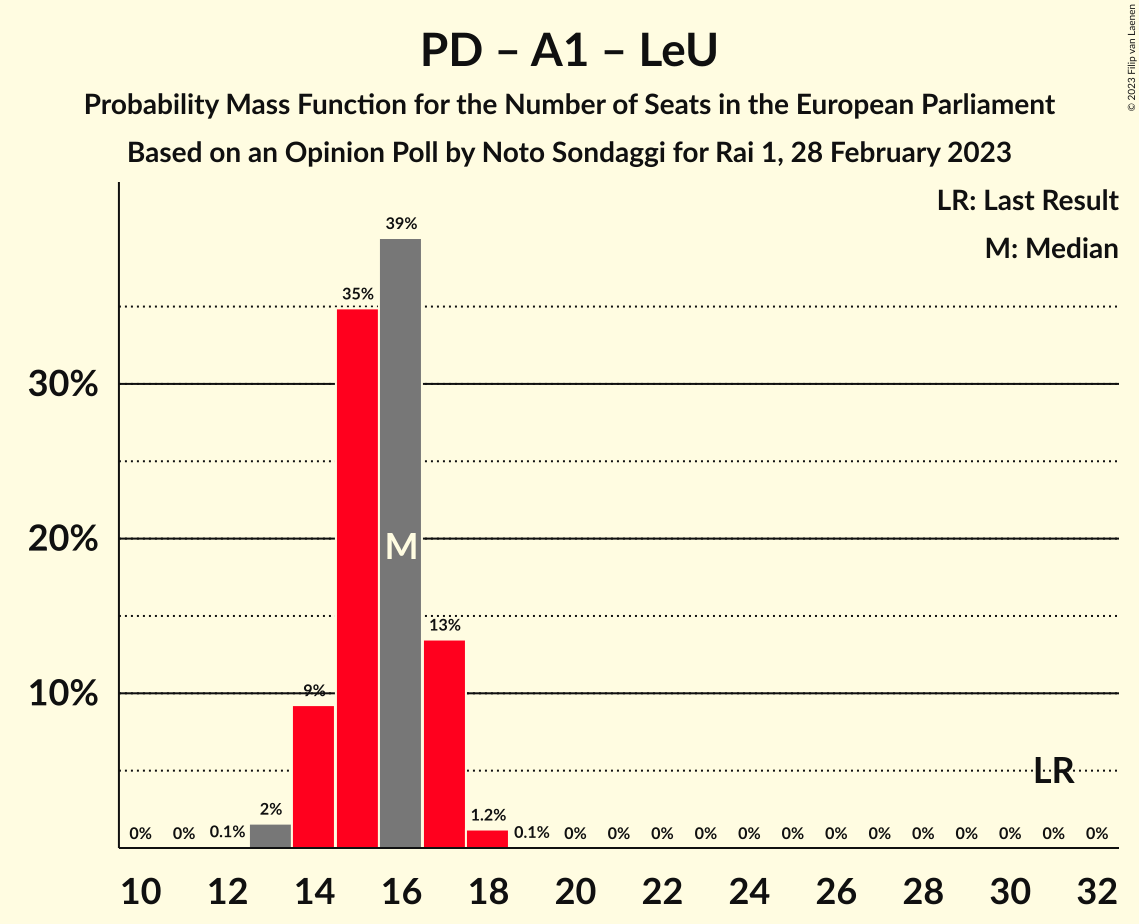 PD – A1 – LeU
Probability Mass Function for the Number of Seats in the European Parliament
Based on an Opinion Poll by Noto Sondaggi for Rai 1, 28 February 2023
© 2023 Filip van Laenen
LR: Last Result
M: Median
30%
20%
10%
0%
0%
0.1%
2%
9%
35%
39%
13%
1.2%
0.1%
0%
0%
0%
0%
0%
0%
0%
0%
0%
0%
0%
0%
0%
M
LR
10 12 14 16 18 20 22 24 26 28 30 32